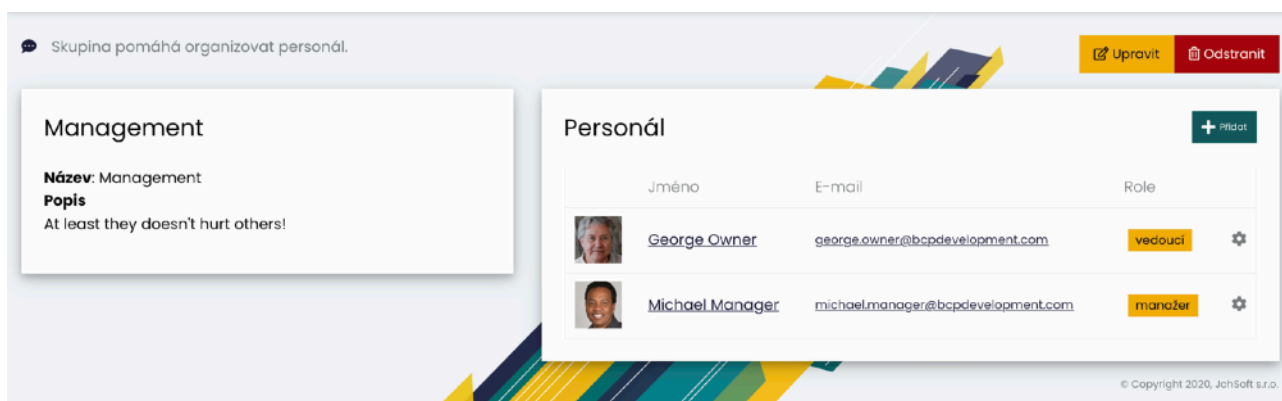 Skupina pomáhá organizovat personál.
Upravit
Odstranit
Management
Název: Management
Popis
At least they doesn't hurt others!
Personál
Přidat
Jméno E-mail Role
George Owner george.owner@bcpdevelopment.com vedoucí
Michael Manager michael.manager@bcpdevelopment.com manažer
© Copyright 2020, JchSoft s.r.o.